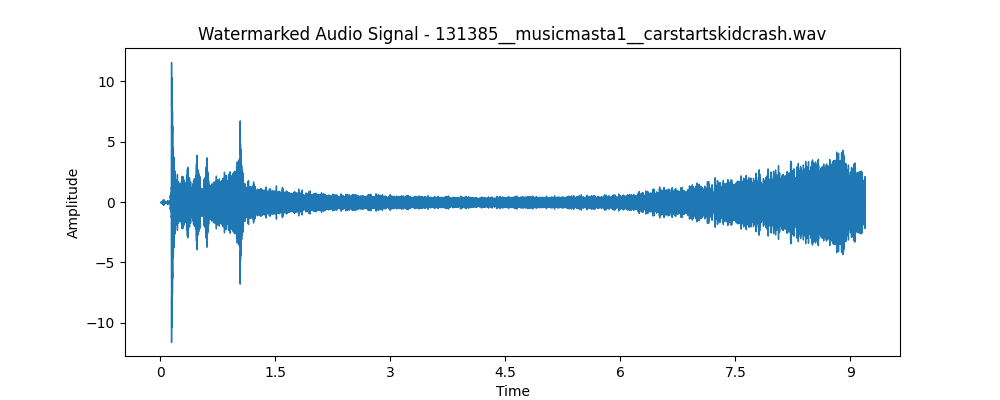 Watermarked Audio Signal - 131385__musicmasta1__carstartskidcrash.wav
10
5
0
−5
−10
Amplitude
0 1.5 3 4.5 6 7.5 9
Time